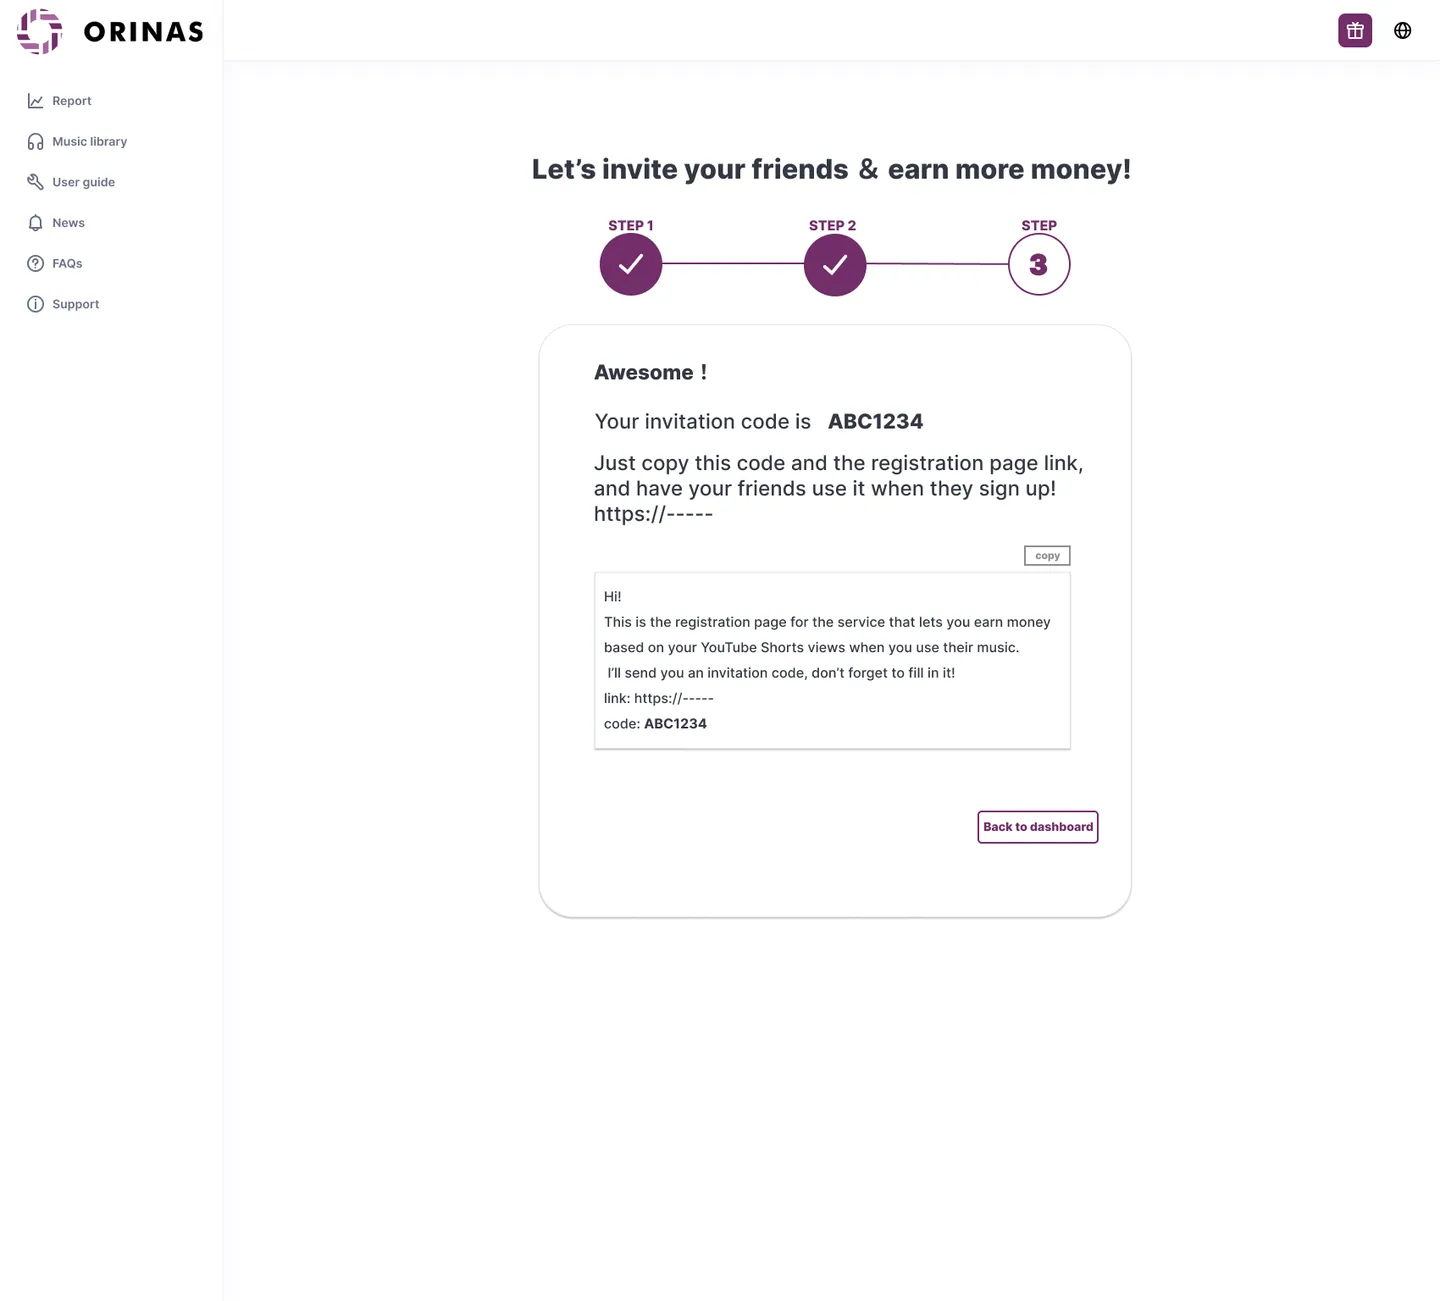 ORINAS
Report
Music library
User guide
News
FAQs
Support
Let’s invite your friends & earn more money!
STEP 1
STEP 2
STEP
3
Awesome !
Your invitation code is ABC1234
Just copy this code and the registration page link,
and have your friends use it when they sign up!
https://-----
copy
Hi!
This is the registration page for the service that lets you earn money
based on your YouTube Shorts views when you use their music.
I’ll send you an invitation code, don’t forget to fill in it!
link: https://-----
code: ABC1234
Back to dashboard